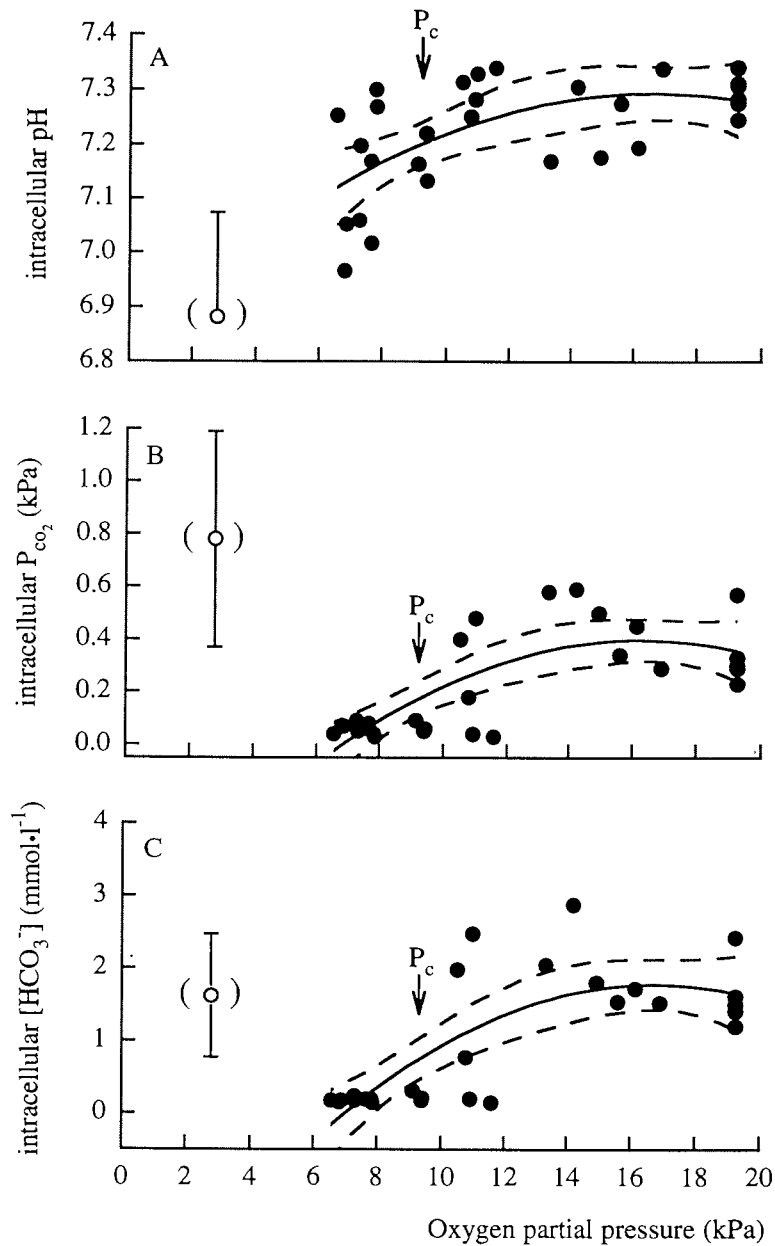 A
P_c
intracellular pH
7.4
7.3
7.2
7.1
7.0
6.9
6.8
( )
B
P_c
intracellular P_co₂ (kPa)
1.2
1.0
0.8
0.6
0.4
0.2
0.0
( )
C
P_c
intracellular [HCO₃⁻] (mmol·l⁻¹)
4
3
2
1
0
( )
0 2 4 6 8 10 12 14 16 18 20
Oxygen partial pressure (kPa)